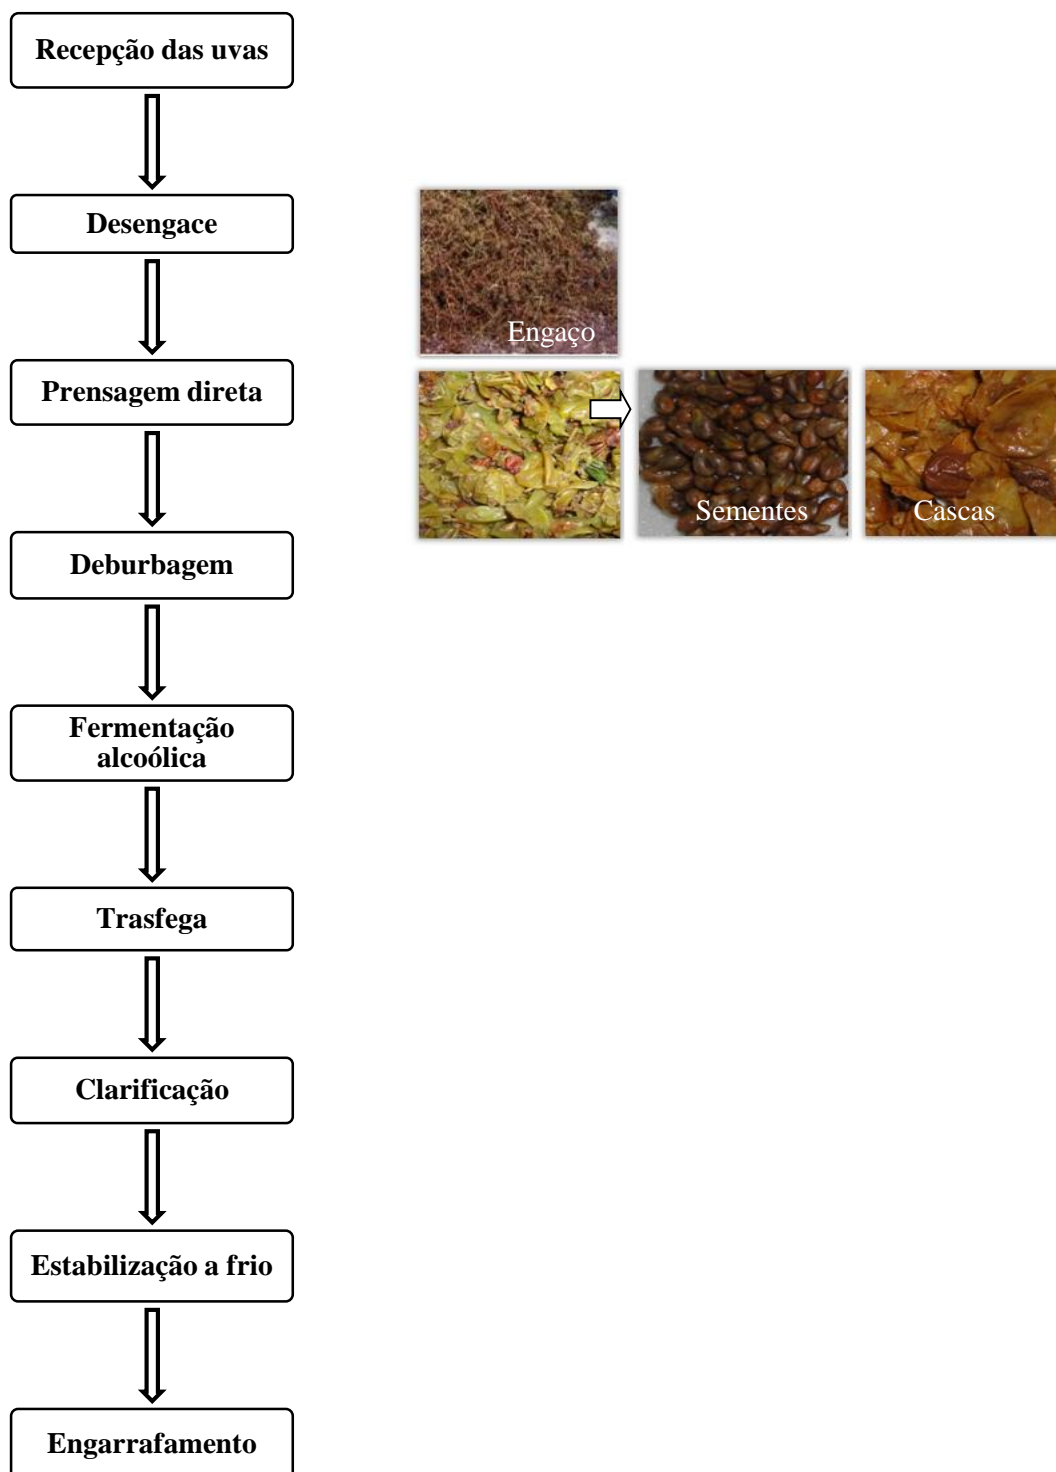 Recepção das uvas
Desengace
Engaço
Prensagem direta
Sementes
Cascas
Deburbagem
Fermentação
alcoólica
Trasfega
Clarificação
Estabilização a frio
Engarrafamento